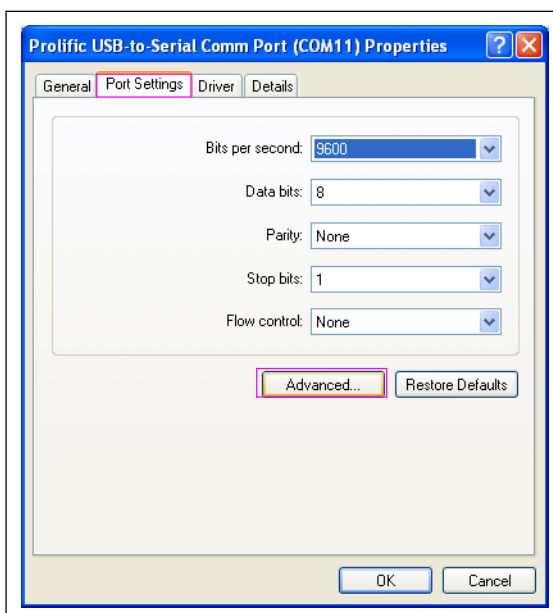 Prolific USB-to-Serial Comm Port (COM11) Properties
General Port Settings Driver Details
Bits per second: 9600
Data bits: 8
Parity: None
Stop bits: 1
Flow control: None
Advanced... Restore Defaults
OK Cancel